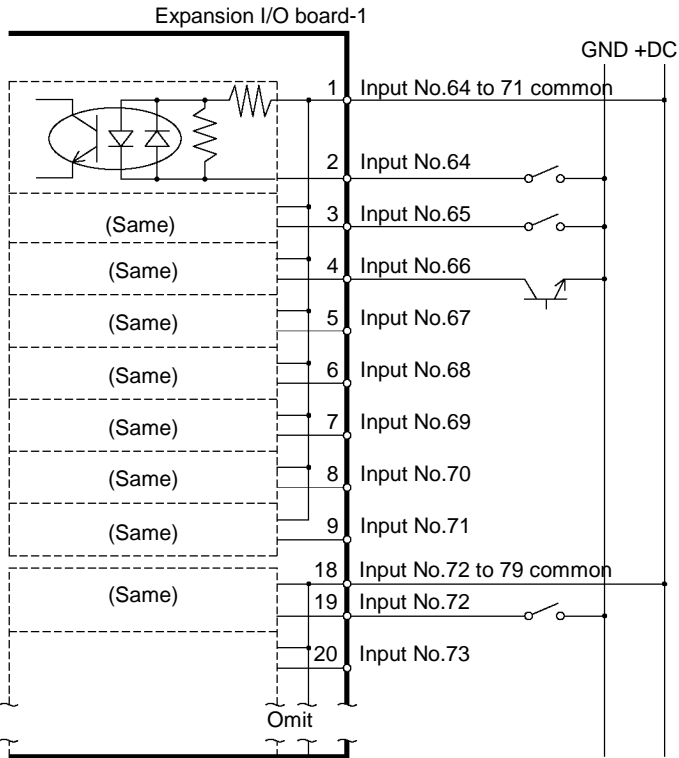 Expansion I/O board-1
GND +DC
1 Input No.64 to 71 common
2 Input No.64
(Same) 3 Input No.65
(Same) 4 Input No.66
(Same) 5 Input No.67
(Same) 6 Input No.68
(Same) 7 Input No.69
(Same) 8 Input No.70
(Same) 9 Input No.71
18 Input No.72 to 79 common
(Same) 19 Input No.72
20 Input No.73
Omit